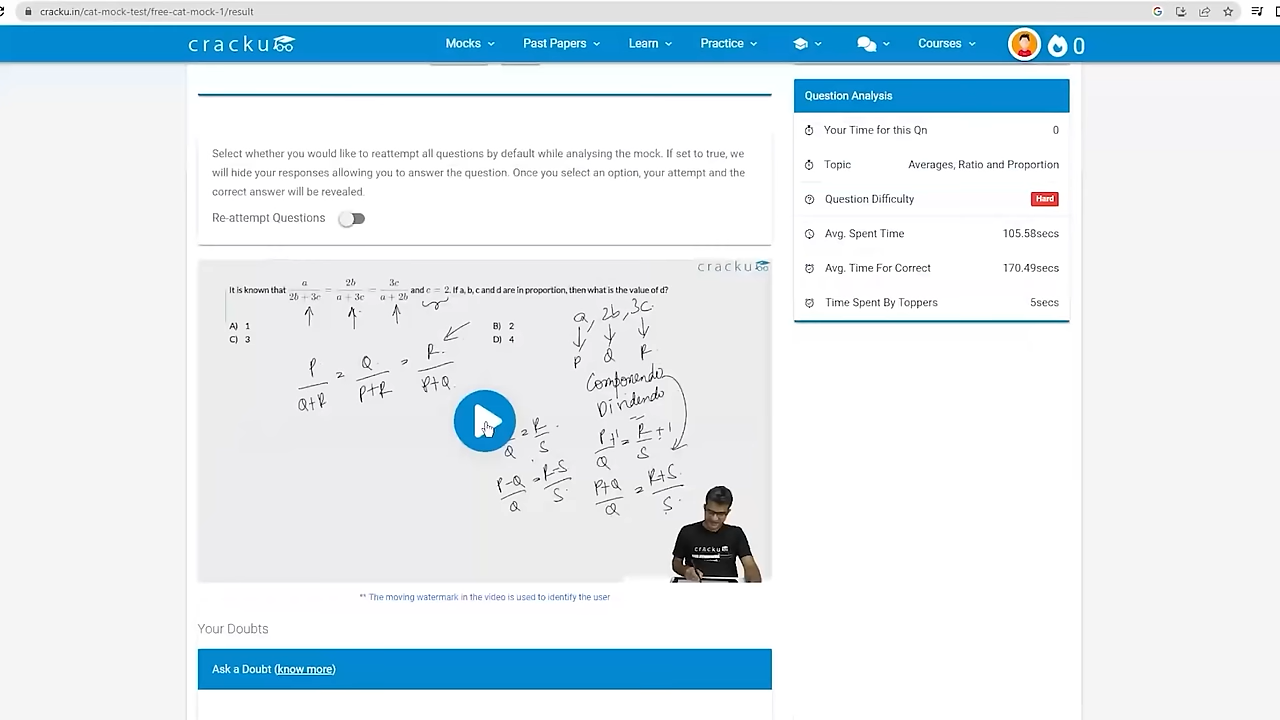 cracku.in/cat-mock-test/free-cat-mock-1/result
cracku
Mocks Past Papers Learn Practice Courses 0
Question Analysis
Your Time for this Qn 0
Topic Averages, Ratio and Proportion
Question Difficulty Hard
Avg. Spent Time 105.58secs
Avg. Time For Correct 170.49secs
Time Spent By Toppers 5secs
Select whether you would like to reattempt all questions by default while analysing the mock. If set to true, we
will hide your responses allowing you to answer the question. Once you select an option, your attempt and the
correct answer will be revealed.
Re-attempt Questions
cracku
It is known that a/(2b + 3c) = 2b/(a + 3c) = 3c/(a + 2b) and c = 2. If a, b, c and d are in proportion, then what is the value of d?
A) 1 B) 2
C) 3 D) 4
a, 2b, 3c
P Q R
P/(Q+R) = Q/(P+R) = R/(P+Q)
Componendo
Dividendo
/Q = R/S
P/Q + 1 = R/S + 1
(P-Q)/Q = (R-S)/S
(P+Q)/Q = (R+S)/S
cracku
** The moving watermark in the video is used to identify the user
Your Doubts
Ask a Doubt (know more)